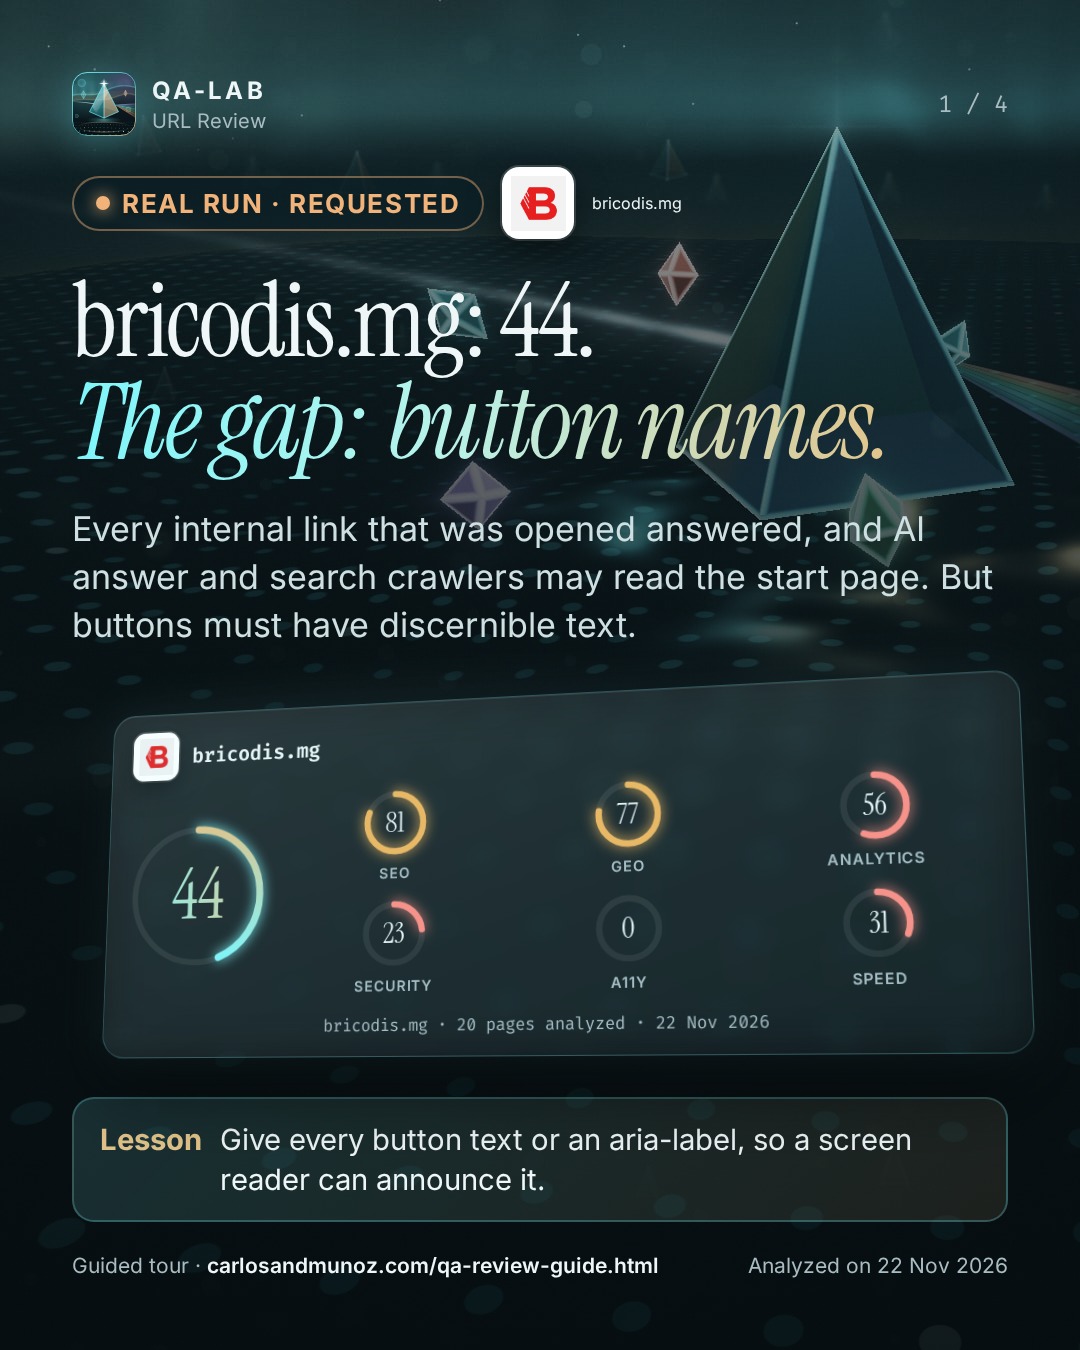 QA-LAB
URL Review
1 / 4
REAL RUN · REQUESTED
B
bricodis.mg
bricodis.mg: 44.
The gap: button names.
Every internal link that was opened answered, and AI
answer and search crawlers may read the start page. But
buttons must have discernible text.
B
bricodis.mg
44
81
SEO
77
GEO
56
ANALYTICS
23
SECURITY
0
A11Y
31
SPEED
bricodis.mg · 20 pages analyzed · 22 Nov 2026
Lesson Give every button text or an aria-label, so a screen
reader can announce it.
Guided tour · carlosandmunoz.com/qa-review-guide.html
Analyzed on 22 Nov 2026